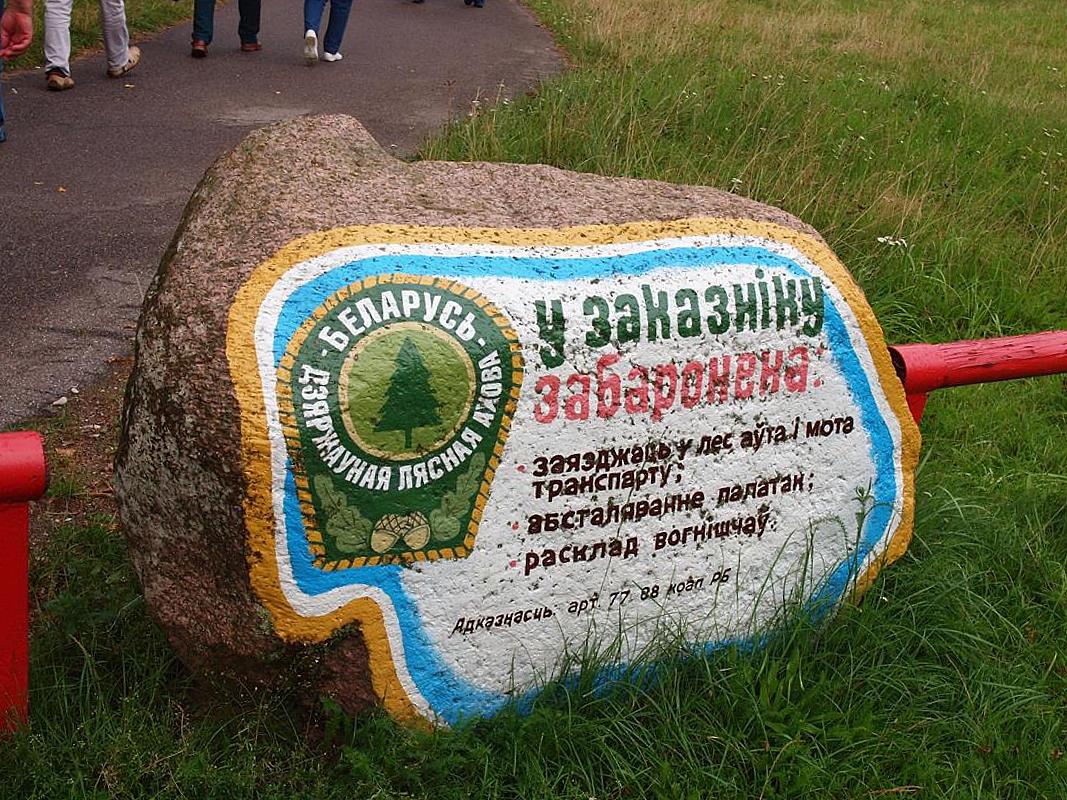 - БЕЛАРУСЬ -
ДЗЯРЖАУНАЯ ЛЯСНАЯ АХОВА
У заказніку
забаронена:
• заязджаць у лес аўта і мота
транспарту;
• абсталяванне палатак;
• расклад вогнішчаў.
Адказнасць: арт. 77, 88 коап РБ